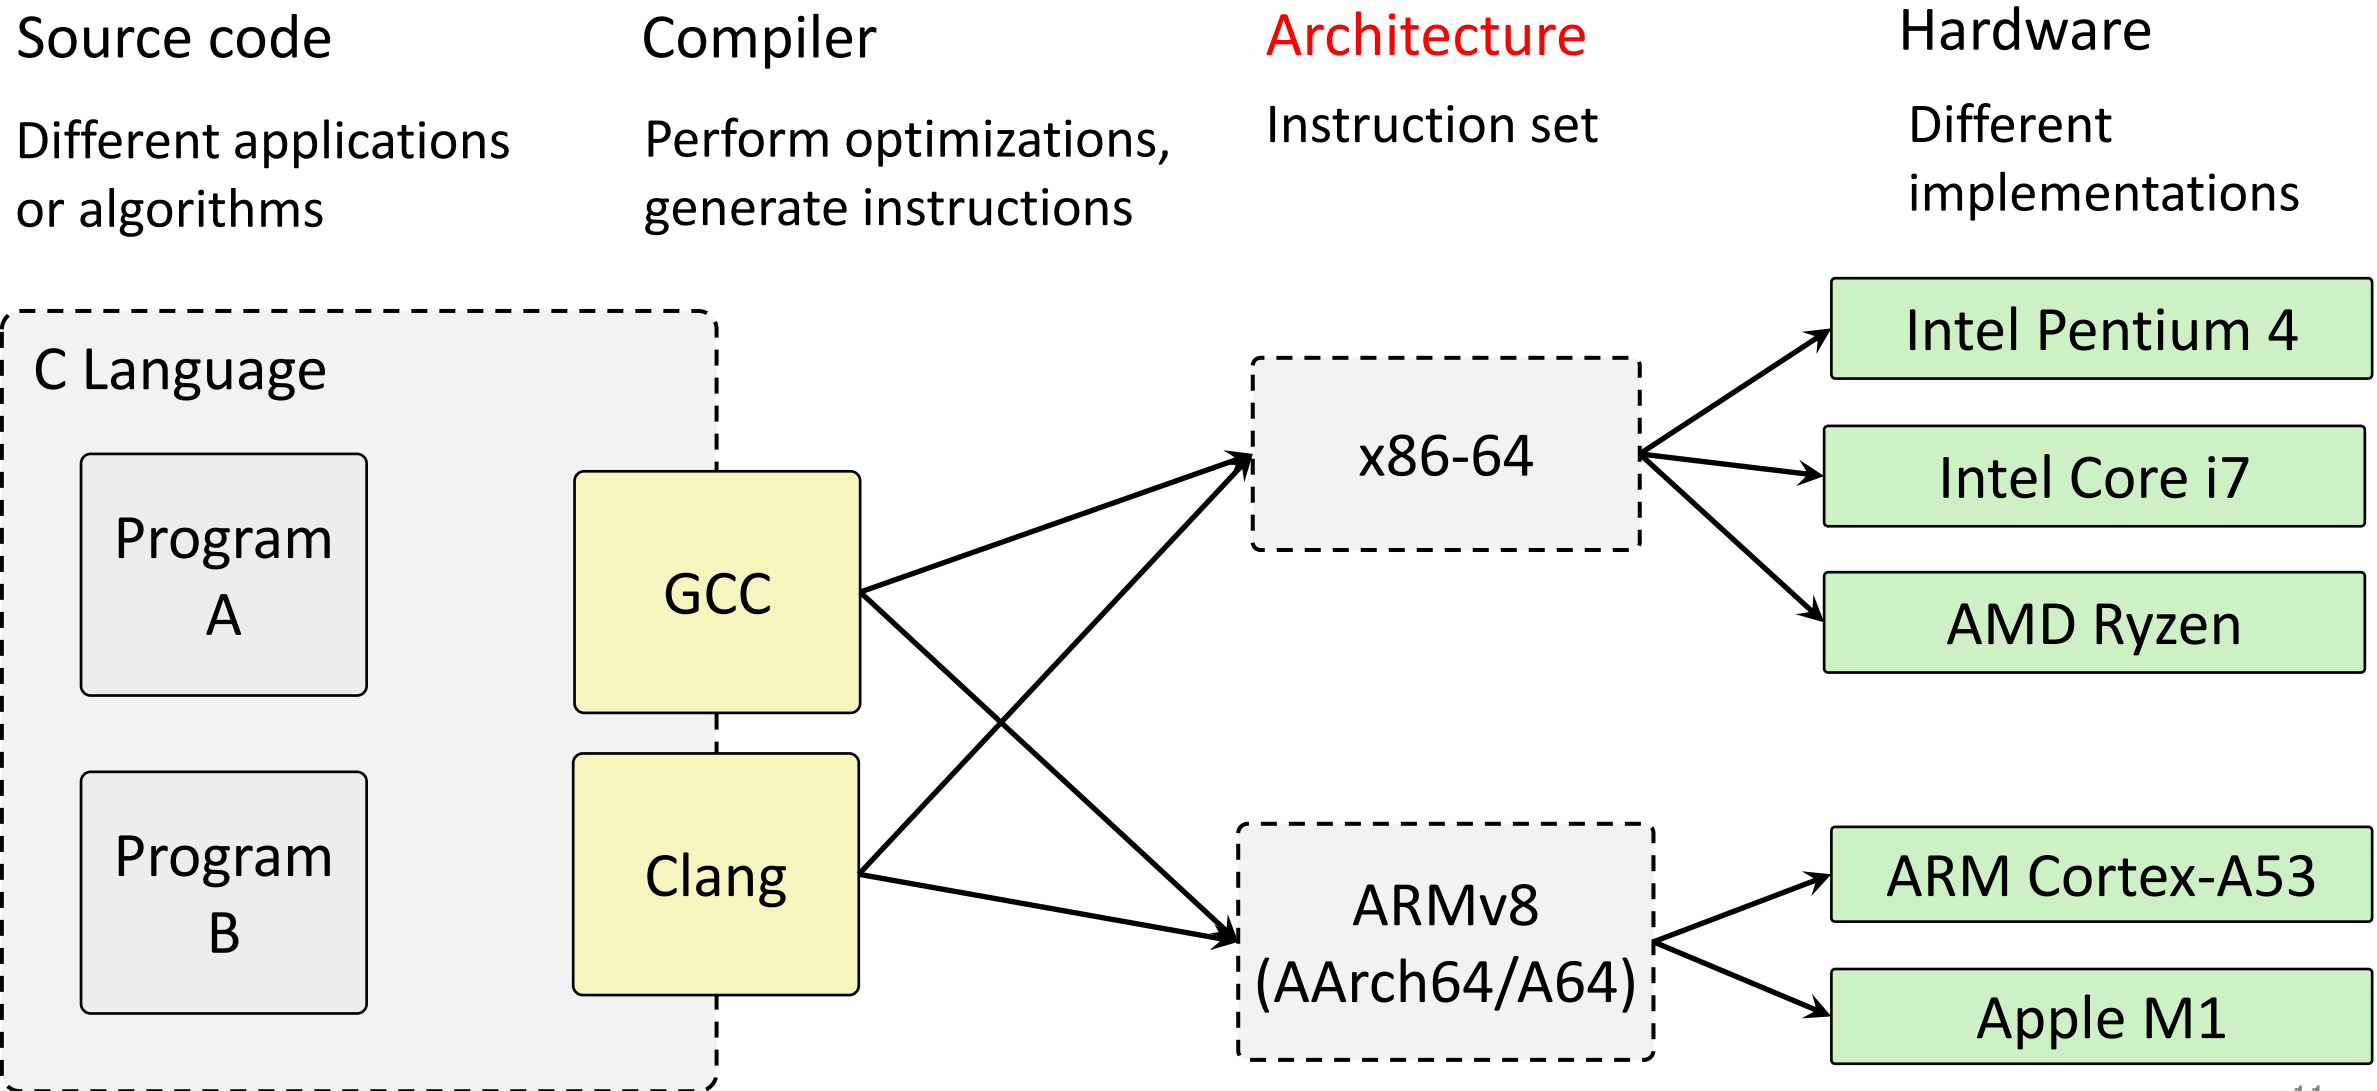 Source code
Different applications
or algorithms
Compiler
Perform optimizations,
generate instructions
Architecture
Instruction set
Hardware
Different
implementations
C Language
Program
A
Program
B
GCC
Clang
x86-64
ARMv8
(AArch64/A64)
Intel Pentium 4
Intel Core i7
AMD Ryzen
ARM Cortex-A53
Apple M1